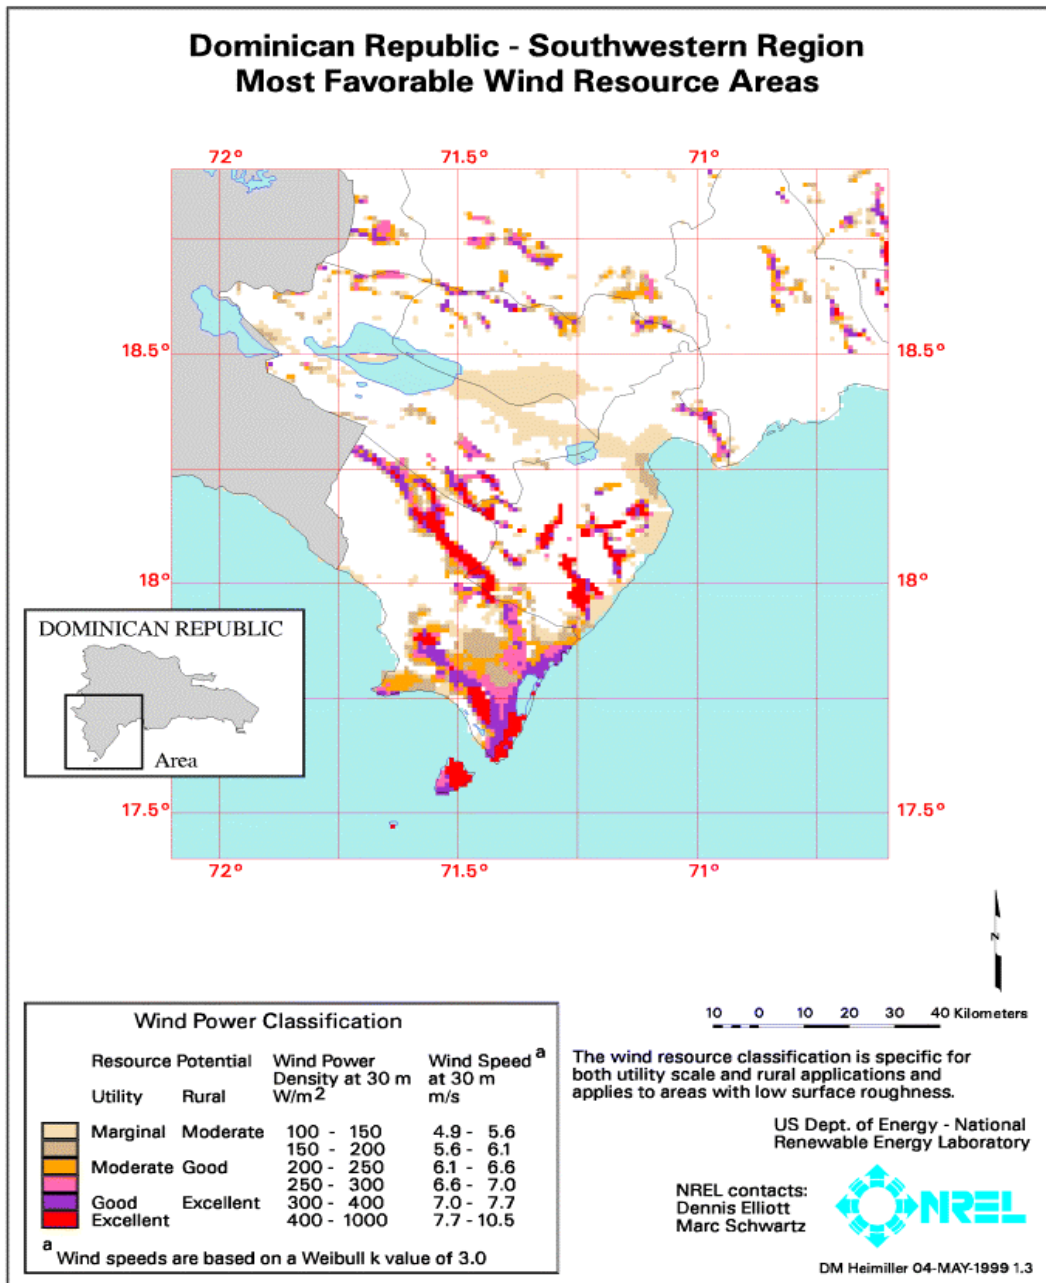 Dominican Republic - Southwestern Region
Most Favorable Wind Resource Areas
72° 71.5° 71°
18.5° 18.5°
18° 18°
DOMINICAN REPUBLIC
Area
17.5° 17.5°
72° 71.5° 71°
N
10 0 10 20 30 40 Kilometers
The wind resource classification is specific for
both utility scale and rural applications and
applies to areas with low surface roughness.
US Dept. of Energy - National
Renewable Energy Laboratory
NREL contacts:
Dennis Elliott
Marc Schwartz
NREL
DM Heimiller 04-MAY-1999 1.3
Wind Power Classification
Resource Potential Wind Power Wind Speed a
Density at 30 m at 30 m
Utility Rural W/m2 m/s
Marginal Moderate 100 - 150 4.9 - 5.6
150 - 200 5.6 - 6.1
Moderate Good 200 - 250 6.1 - 6.6
250 - 300 6.6 - 7.0
Good Excellent 300 - 400 7.0 - 7.7
Excellent 400 - 1000 7.7 - 10.5
a Wind speeds are based on a Weibull k value of 3.0